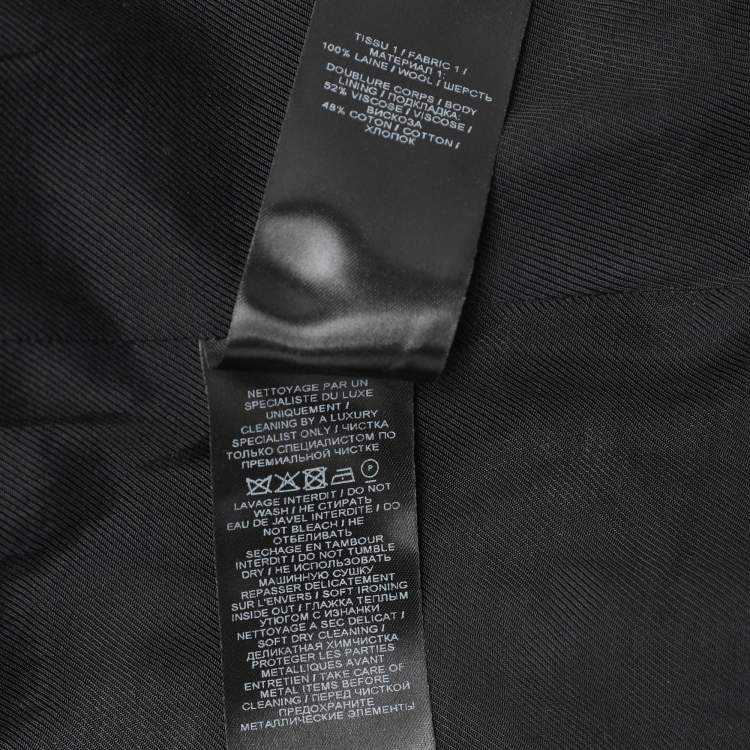 TISSU 1 / FABRIC 1 /
МАТЕРИАЛ 1:
100% LAINE / WOOL / ШЕРСТЬ
DOUBLURE CORPS / BODY
LINING / ПОДКЛАДКА:
52% VISCOSE / VISCOSE /
ВИСКОЗА
48% COTON / COTTON /
ХЛОПОК
NETTOYAGE PAR UN
SPECIALISTE DU LUXE
UNIQUEMENT /
CLEANING BY A LUXURY
SPECIALIST ONLY / ЧИСТКА
ТОЛЬКО СПЕЦИАЛИСТОМ ПО
ПРЕМИАЛЬНОЙ ЧИСТКЕ
P
LAVAGE INTERDIT / DO NOT
WASH / НЕ СТИРАТЬ
EAU DE JAVEL INTERDITE / DO
NOT BLEACH / НЕ
ОТБЕЛИВАТЬ
SECHAGE EN TAMBOUR
INTERDIT / DO NOT TUMBLE
DRY / НЕ ИСПОЛЬЗОВАТЬ
МАШИННУЮ СУШКУ
REPASSER DELICATEMENT
SUR L'ENVERS / SOFT IRONING
INSIDE OUT / ГЛАЖКА ТЕПЛЫМ
УТЮГОМ С ИЗНАНКИ
NETTOYAGE A SEC DELICAT /
SOFT DRY CLEANING /
ДЕЛИКАТНАЯ ХИМЧИСТКА
PROTEGER LES PARTIES
METALLIQUES AVANT
ENTRETIEN / TAKE CARE OF
METAL ITEMS BEFORE
CLEANING / ПЕРЕД ЧИСТКОЙ
ПРЕДОХРАНИТЕ
МЕТАЛЛИЧЕСКИЕ ЭЛЕМЕНТЫ